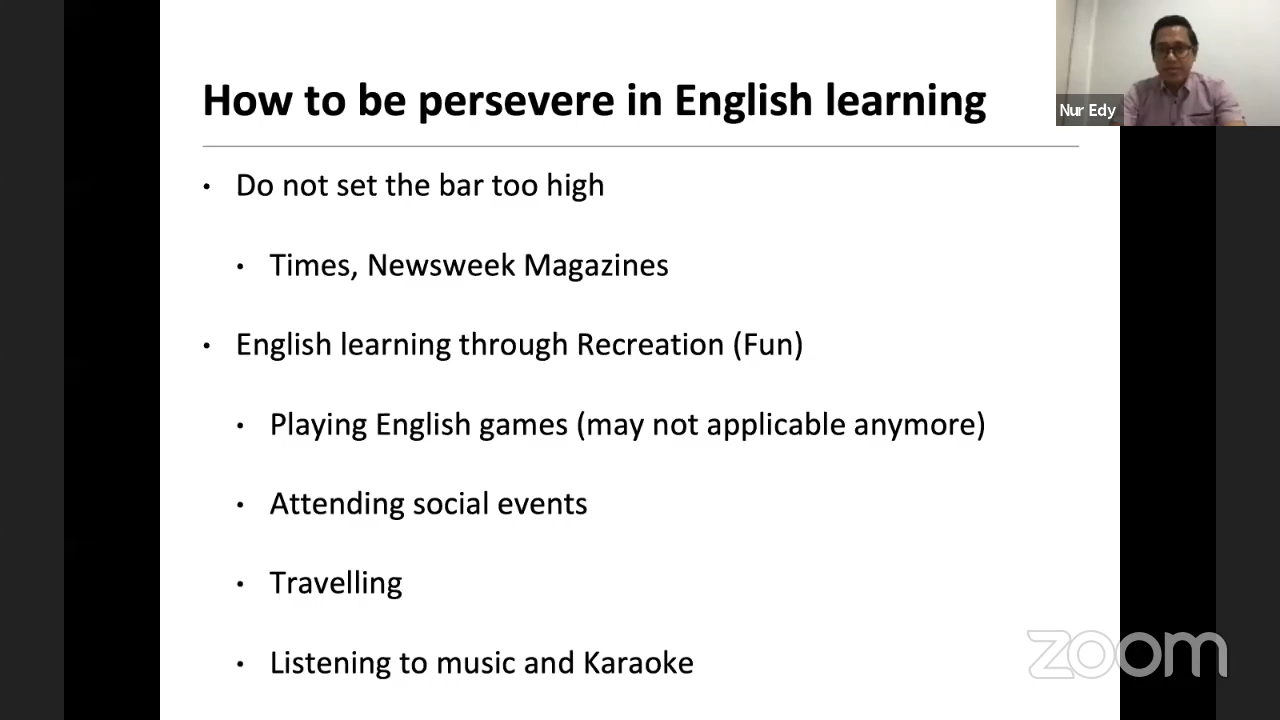 How to be persevere in English learning
Nur Edy
• Do not set the bar too high
• Times, Newsweek Magazines
• English learning through Recreation (Fun)
• Playing English games (may not applicable anymore)
• Attending social events
• Travelling
• Listening to music and Karaoke
zoom